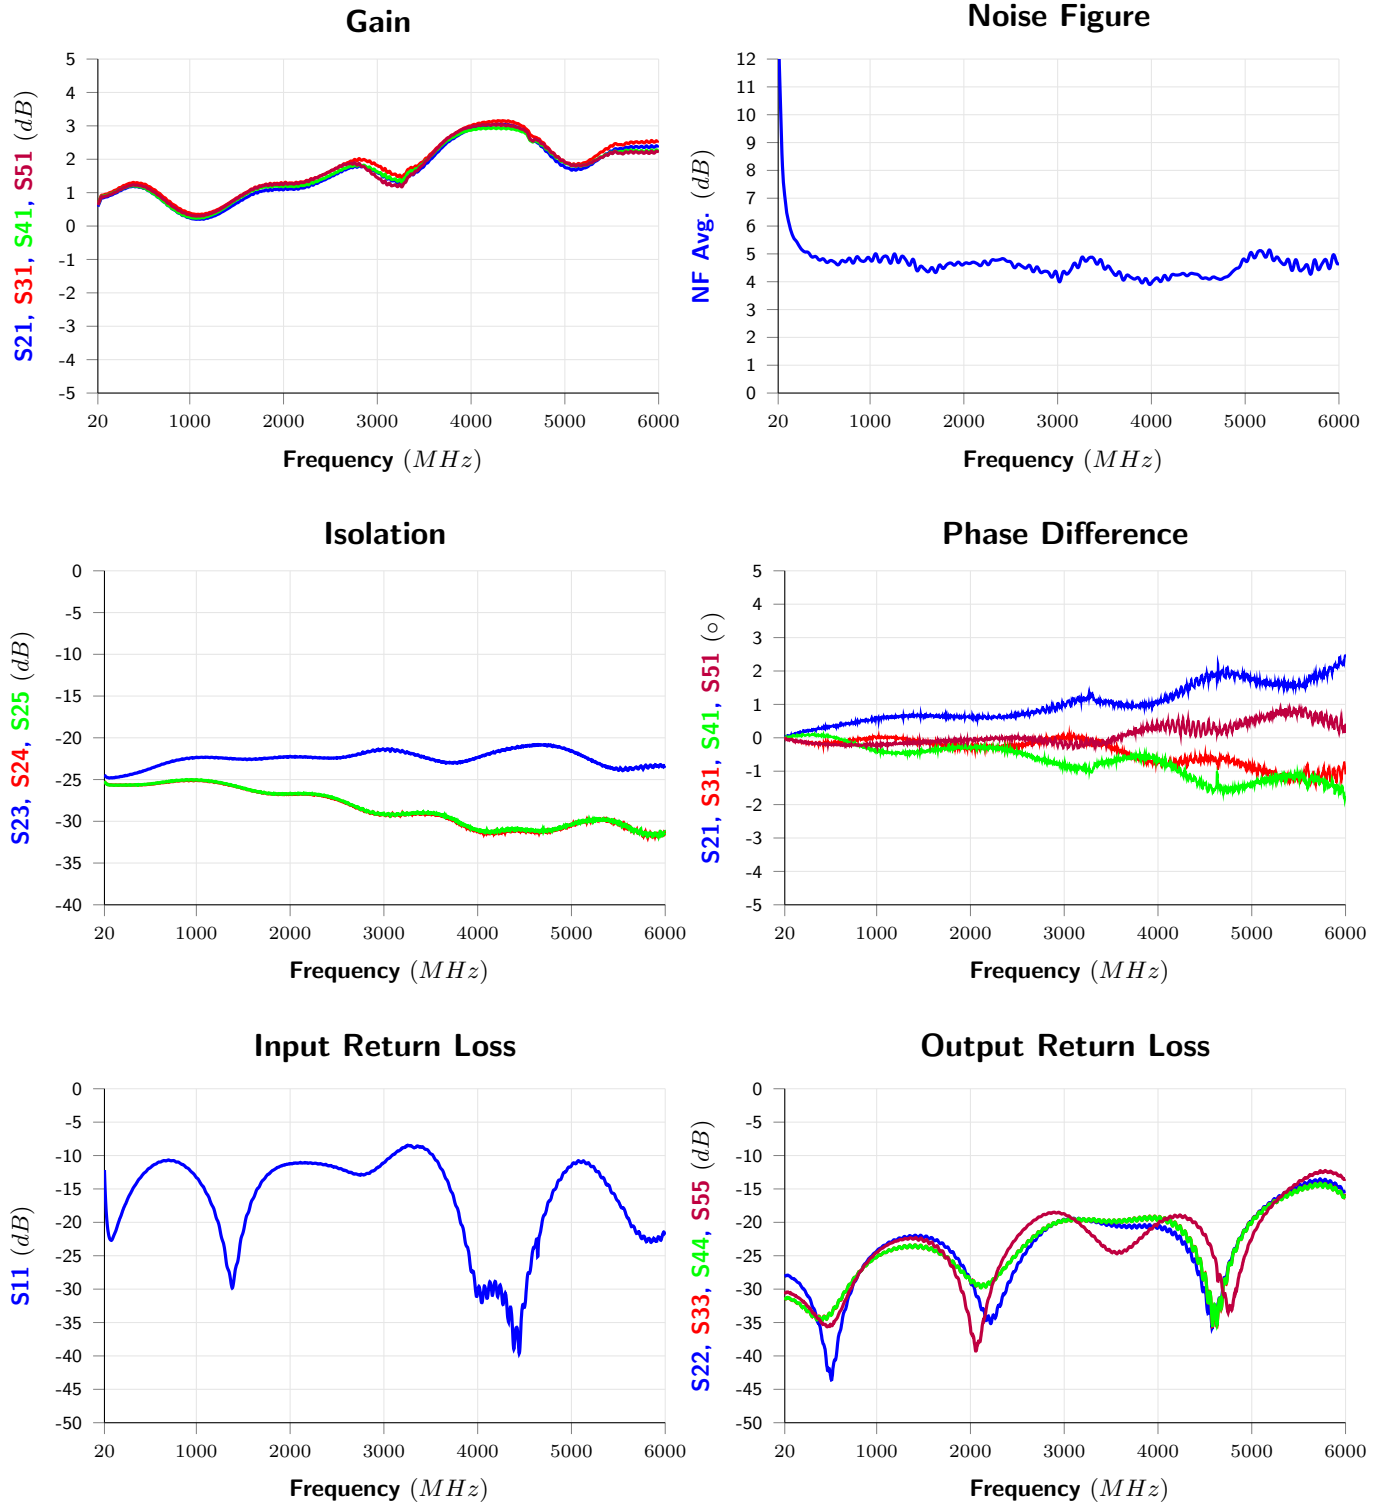 Gain
S21, S31, S41, S51 (dB)
5
4
3
2
1
0
-1
-2
-3
-4
-5
20 1000 2000 3000 4000 5000 6000
Frequency (MHz)
Noise Figure
NF Avg. (dB)
12
11
10
9
8
7
6
5
4
3
2
1
0
20 1000 2000 3000 4000 5000 6000
Frequency (MHz)
Isolation
S23, S24, S25 (dB)
0
-5
-10
-15
-20
-25
-30
-35
-40
20 1000 2000 3000 4000 5000 6000
Frequency (MHz)
Phase Difference
S21, S31, S41, S51 (○)
5
4
3
2
1
0
-1
-2
-3
-4
-5
20 1000 2000 3000 4000 5000 6000
Frequency (MHz)
Input Return Loss
S11 (dB)
0
-5
-10
-15
-20
-25
-30
-35
-40
-45
-50
20 1000 2000 3000 4000 5000 6000
Frequency (MHz)
Output Return Loss
S22, S33, S44, S55 (dB)
0
-5
-10
-15
-20
-25
-30
-35
-40
-45
-50
20 1000 2000 3000 4000 5000 6000
Frequency (MHz)